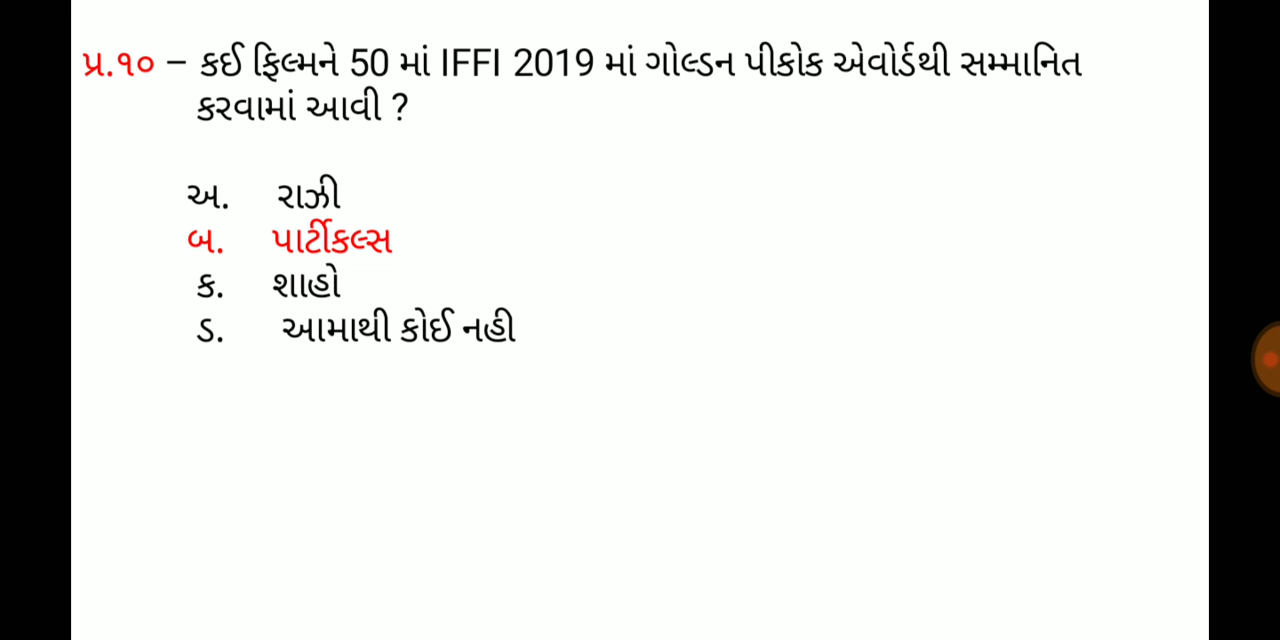 પ્ર.૧૦ – કઈ ફિલ્મને 50 માં IFFI 2019 માં ગોલ્ડન પીકોક એવોર્ડથી સમ્માનિત
કરવામાં આવી ?
અ. રાઝી
બ. પાર્ટીકલ્સ
ક. શાહો
ડ. આમાથી કોઈ નહી